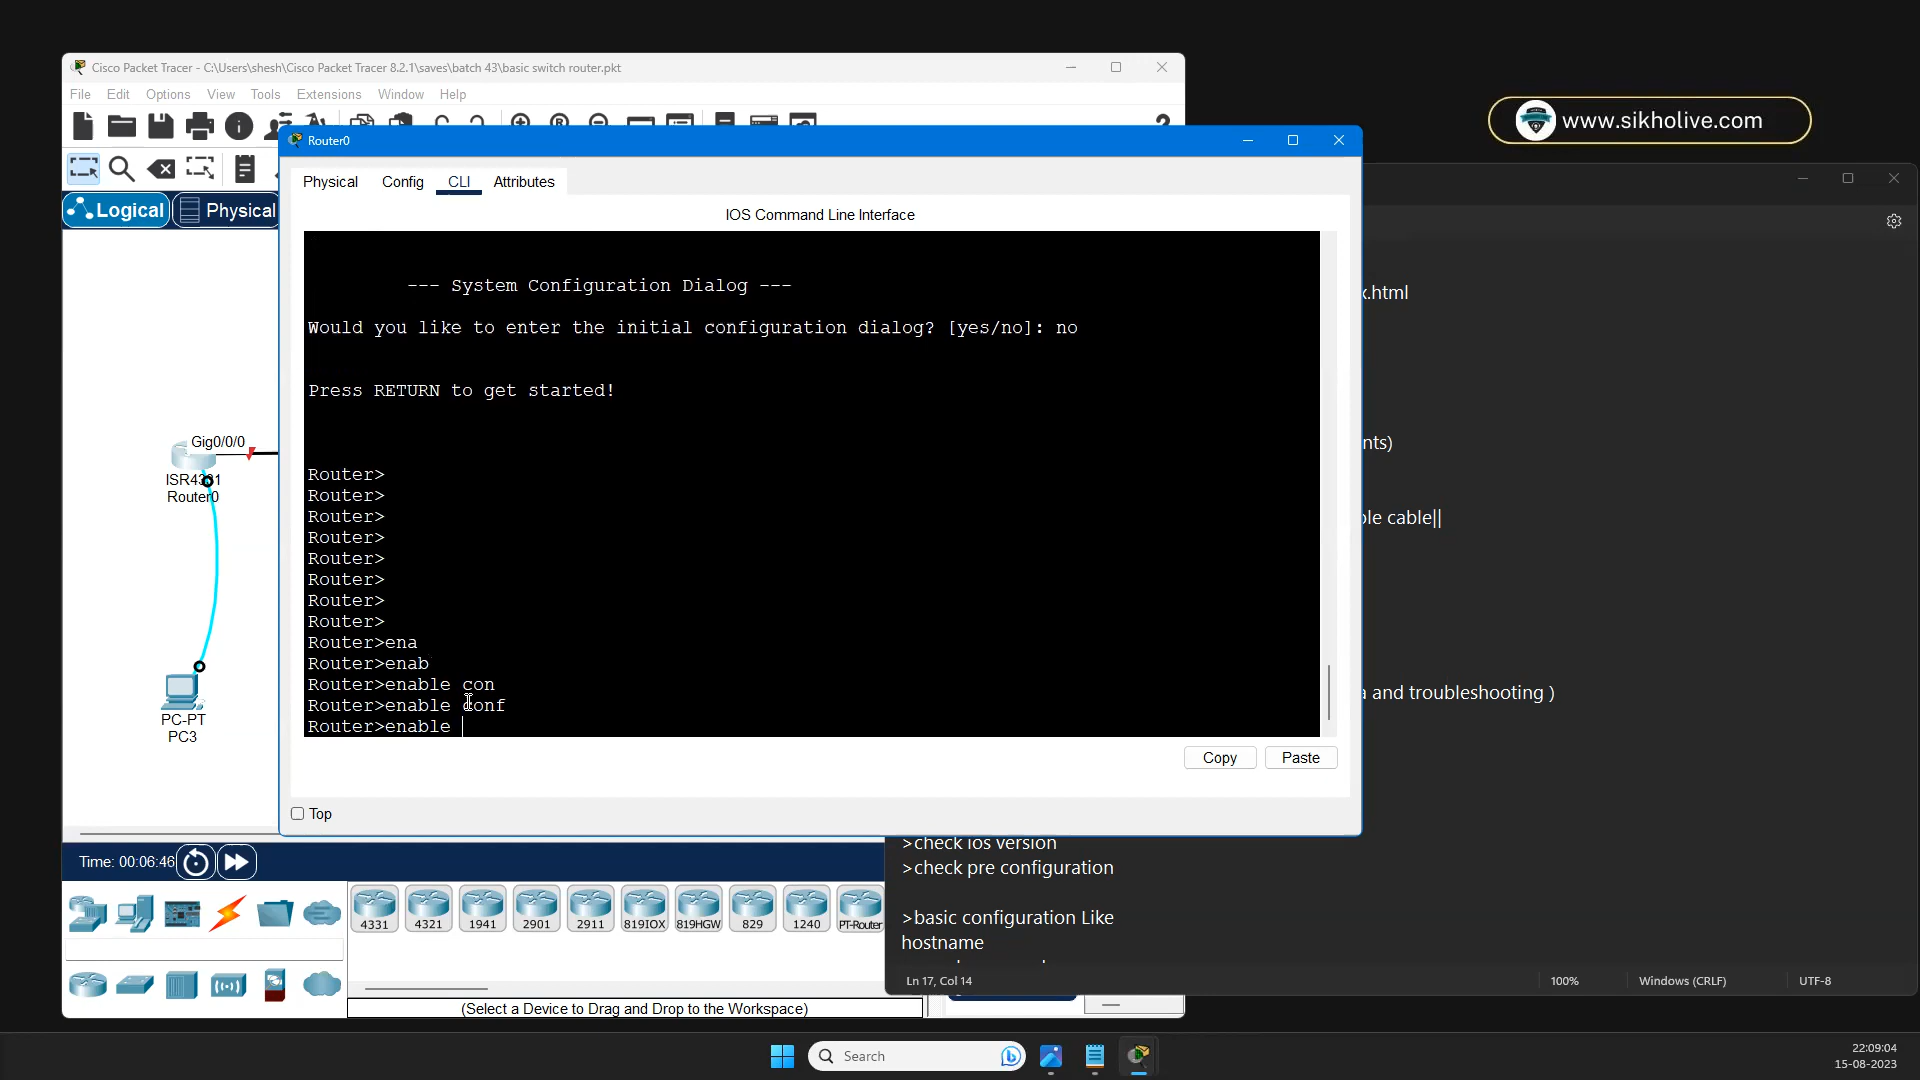 www.sikholive.com
Cisco Packet Tracer - C:\Users\shesh\Cisco Packet Tracer 8.2.1\saves\batch 43\basic switch router.pkt
File Edit Options View Tools Extensions Window Help
Router0
Physical Config CLI Attributes
Logical Physical
IOS Command Line Interface
--- System Configuration Dialog ---
Would you like to enter the initial configuration dialog? [yes/no]: no
Press RETURN to get started!
Router>
Router>
Router>
Router>
Router>
Router>
Router>
Router>
Router>ena
Router>enab
Router>enable con
Router>enable conf
Router>enable
Copy Paste
Top
Gig0/0/0
ISR4331
Router0
PC-PT
PC3
.html
nts)
ble cable||
and troubleshooting )
Time: 00:06:46
4331 4321 1941 2901 2911 819IOX 819HGW 829 1240 PT-Router
(Select a Device to Drag and Drop to the Workspace)
>check ios version
>check pre configuration
>basic configuration Like
hostname
Ln 17, Col 14 100% Windows (CRLF) UTF-8
Search
22:09:04
15-08-2023